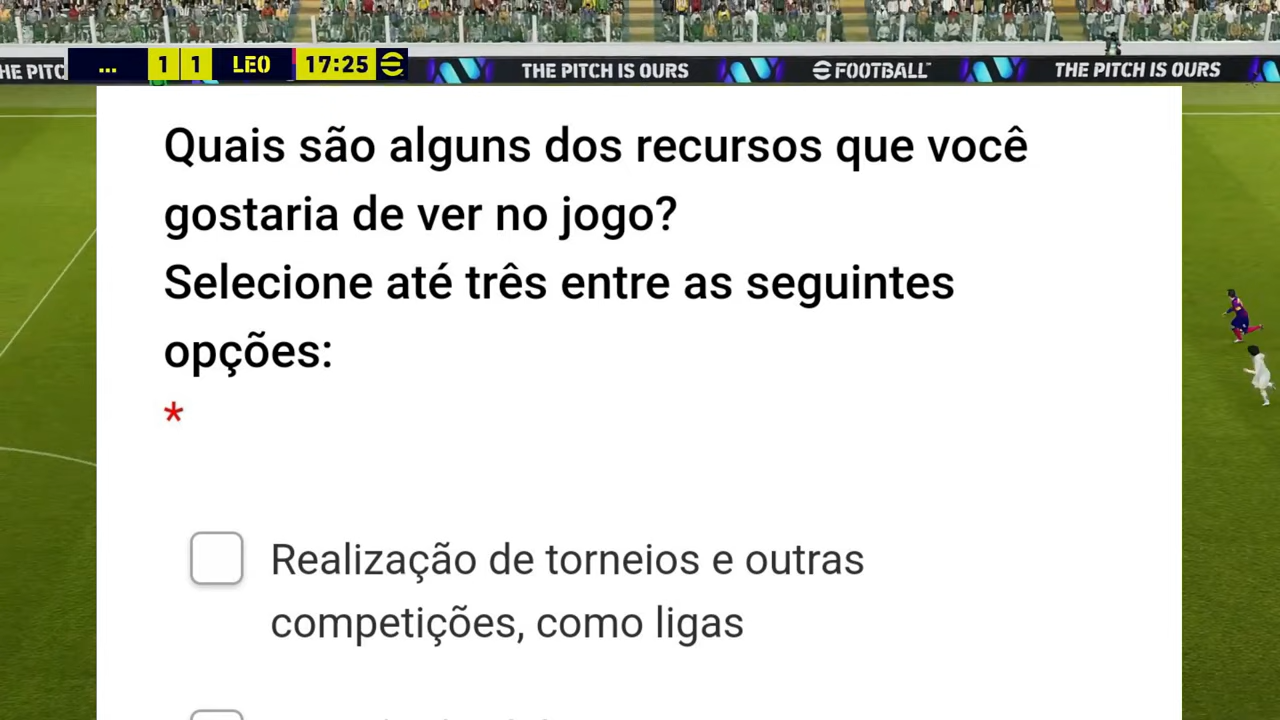 ... 1 1 LEO 17:25
HE PITC THE PITCH IS OURS FOOTBALL™ THE PITCH IS OURS
Quais são alguns dos recursos que você
gostaria de ver no jogo?
Selecione até três entre as seguintes
opções:
*
Realização de torneios e outras
competições, como ligas